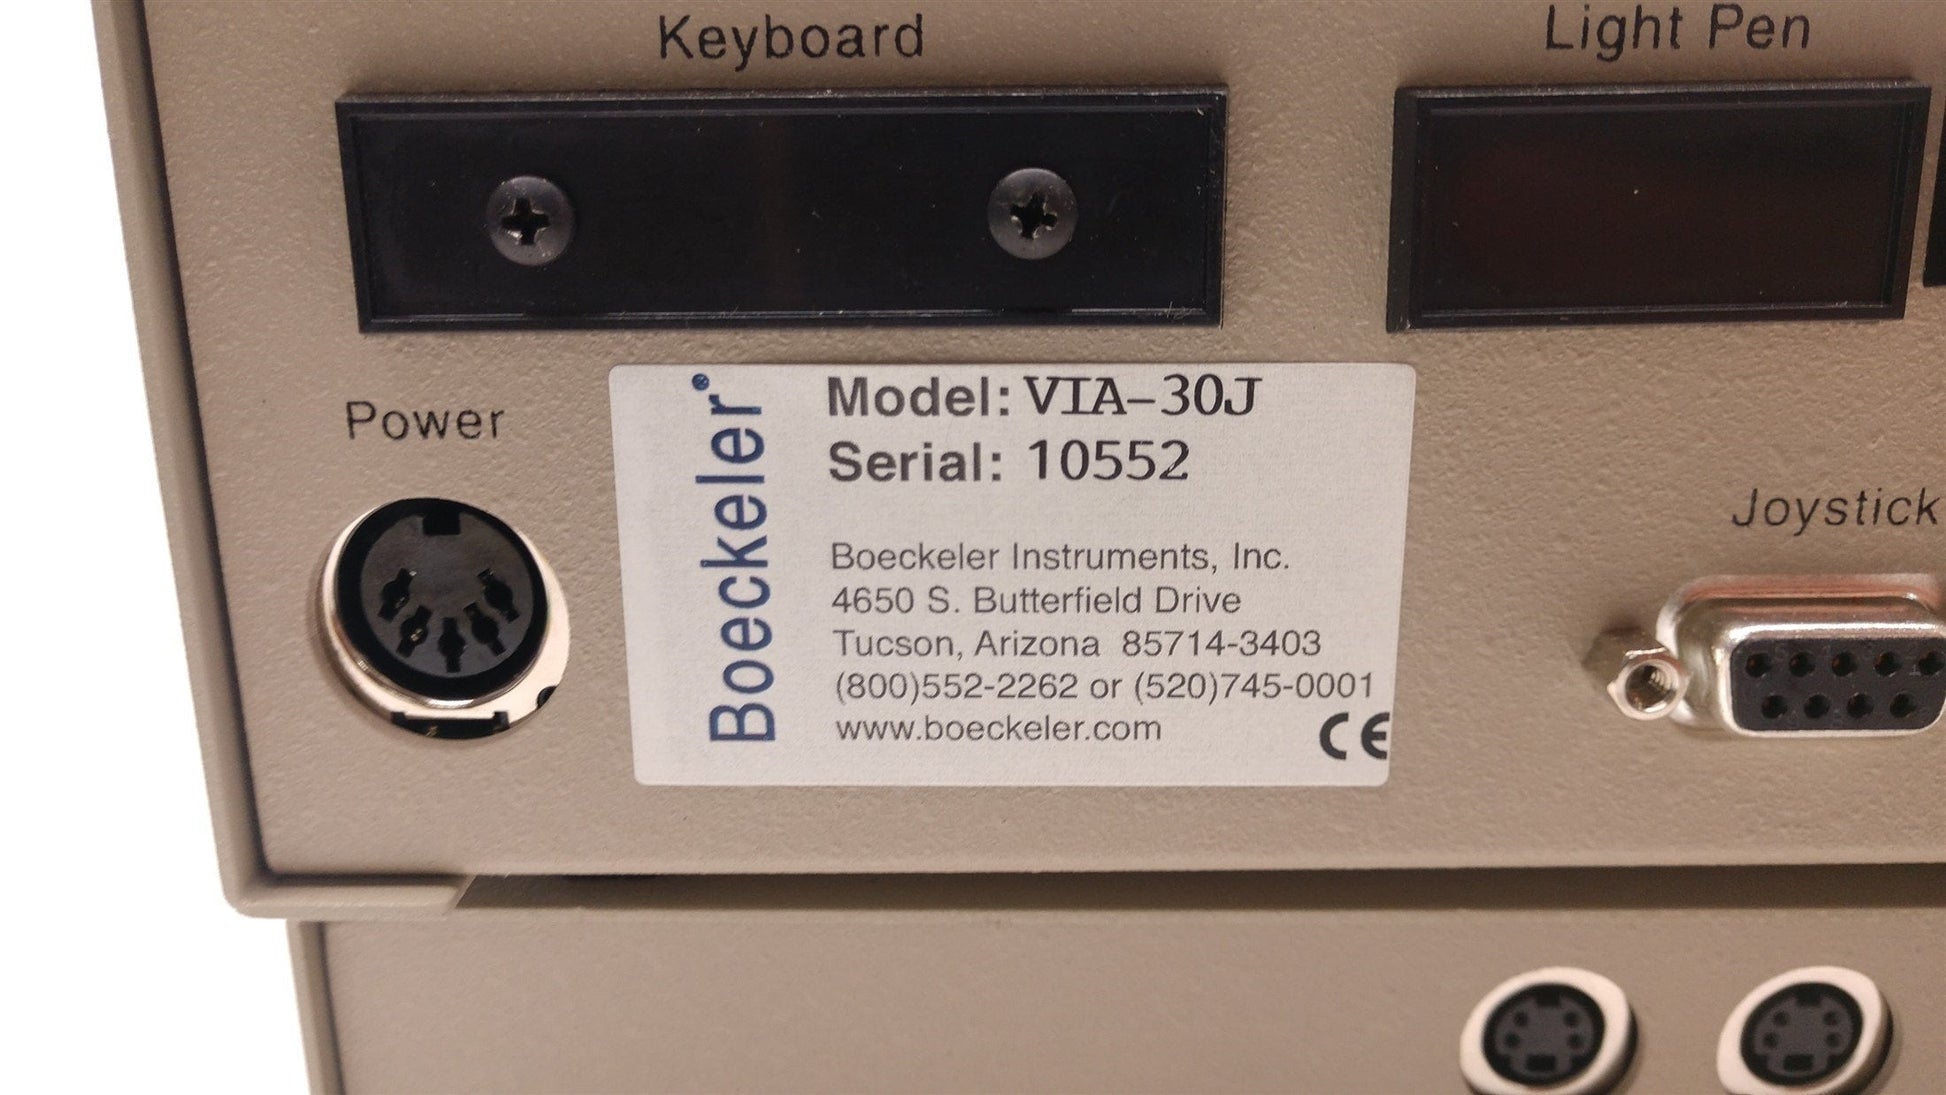 Keyboard
Light Pen
Power
Boeckeler®
Model: VIA-30J
Serial: 10552
Boeckeler Instruments, Inc.
4650 S. Butterfield Drive
Tucson, Arizona 85714-3403
(800)552-2262 or (520)745-0001
www.boeckeler.com
CE
Joystick